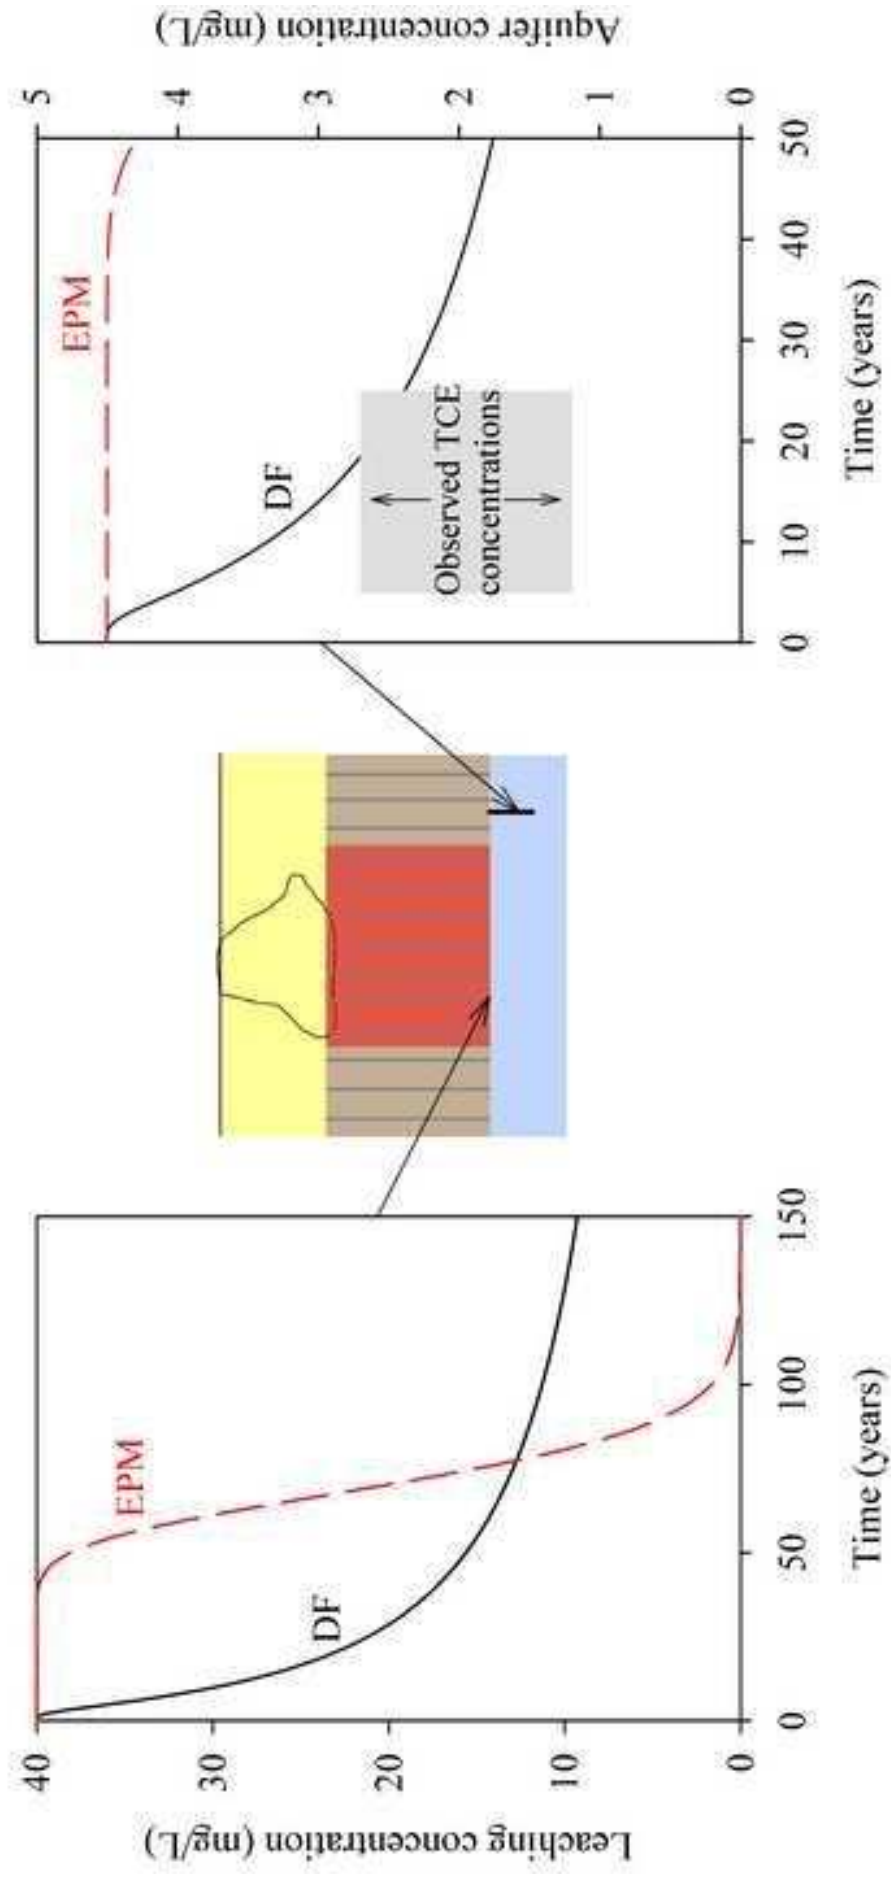 Leaching concentration (mg/L)
40
30
20
10
0
EPM
DF
0
50
100
150
Time (years)
EPM
DF
Observed TCE
concentrations
0
10
20
30
40
50
Time (years)
5
4
3
2
1
0
Aquifer concentration (mg/L)